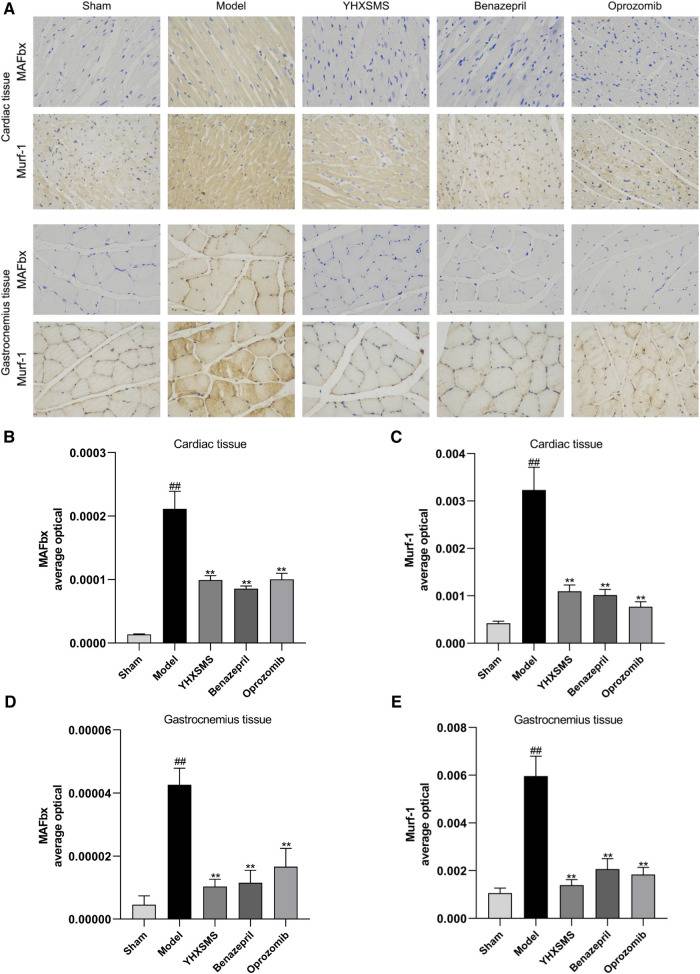 A
Sham Model YHXSMS Benazepril Oprozomib
Cardiac tissue
MAFbx
Murf-1
Gastrocnemius tissue
MAFbx
Murf-1
B
Cardiac tissue
MAFbx
average optical
0.0003
0.0002
0.0001
0.0000
##
**
**
**
Sham
Model
YHXSMS
Benazepril
Oprozomib
C
Cardiac tissue
Murf-1
average optical
0.004
0.003
0.002
0.001
0.000
##
**
**
**
Sham
Model
YHXSMS
Benazepril
Oprozomib
D
Gastrocnemius tissue
MAFbx
average optical
0.00006
0.00004
0.00002
0.00000
##
**
**
**
Sham
Model
YHXSMS
Benazepril
Oprozomib
E
Gastrocnemius tissue
Murf-1
average optical
0.008
0.006
0.004
0.002
0.000
##
**
**
**
Sham
Model
YHXSMS
Benazepril
Oprozomib